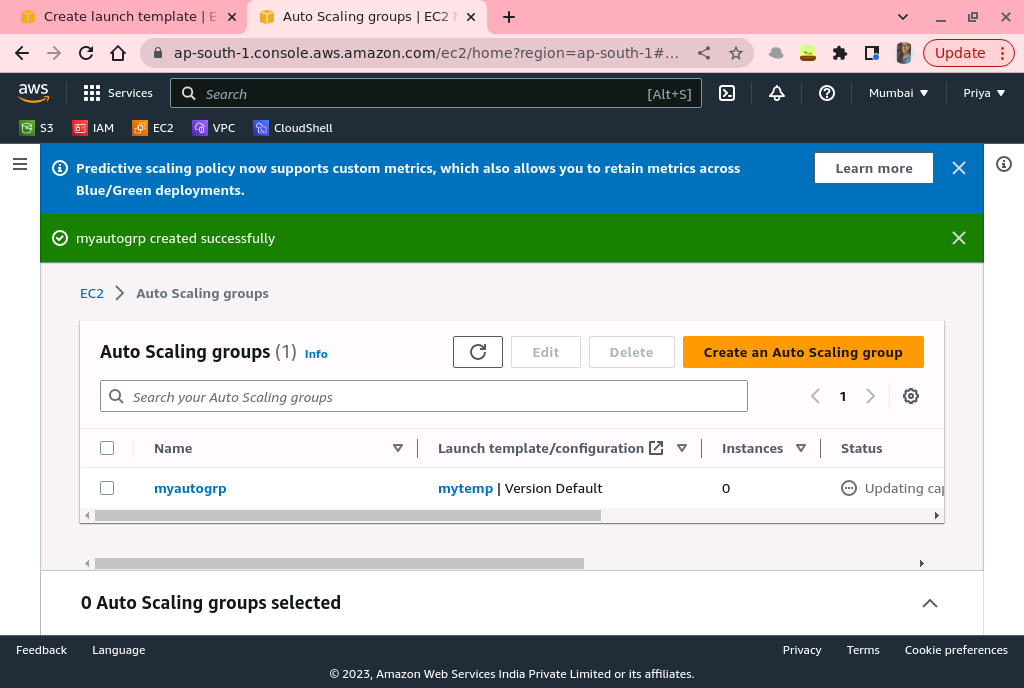 Create launch template | E
Auto Scaling groups | EC2
ap-south-1.console.aws.amazon.com/ec2/home?region=ap-south-1#...
Update
aws
Services
Search
[Alt+S]
Mumbai
Priya
S3
IAM
EC2
VPC
CloudShell
Predictive scaling policy now supports custom metrics, which also allows you to retain metrics across
Blue/Green deployments.
Learn more
myautogrp created successfully
EC2
Auto Scaling groups
Auto Scaling groups (1) Info
Edit
Delete
Create an Auto Scaling group
Search your Auto Scaling groups
1
Name
Launch template/configuration
Instances
Status
myautogrp
mytemp | Version Default
0
Updating cap
0 Auto Scaling groups selected
Feedback
Language
Privacy
Terms
Cookie preferences
© 2023, Amazon Web Services India Private Limited or its affiliates.